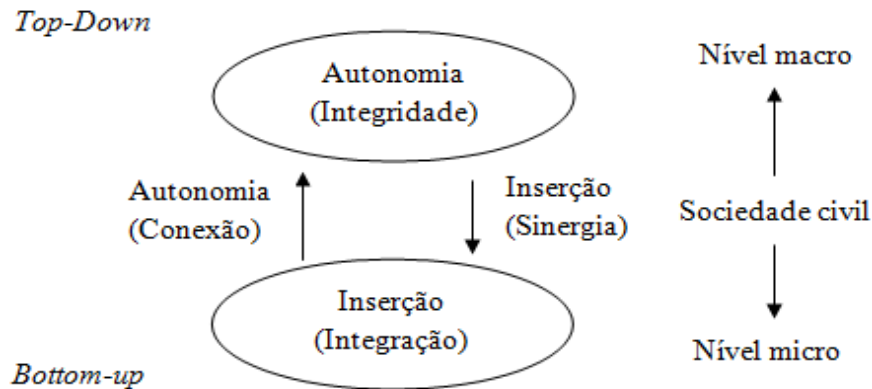 Top-Down
Autonomia
(Integridade)
Nível macro
Autonomia
(Conexão)
Inserção
(Sinergia)
Sociedade civil
Inserção
(Integração)
Nível micro
Bottom-up